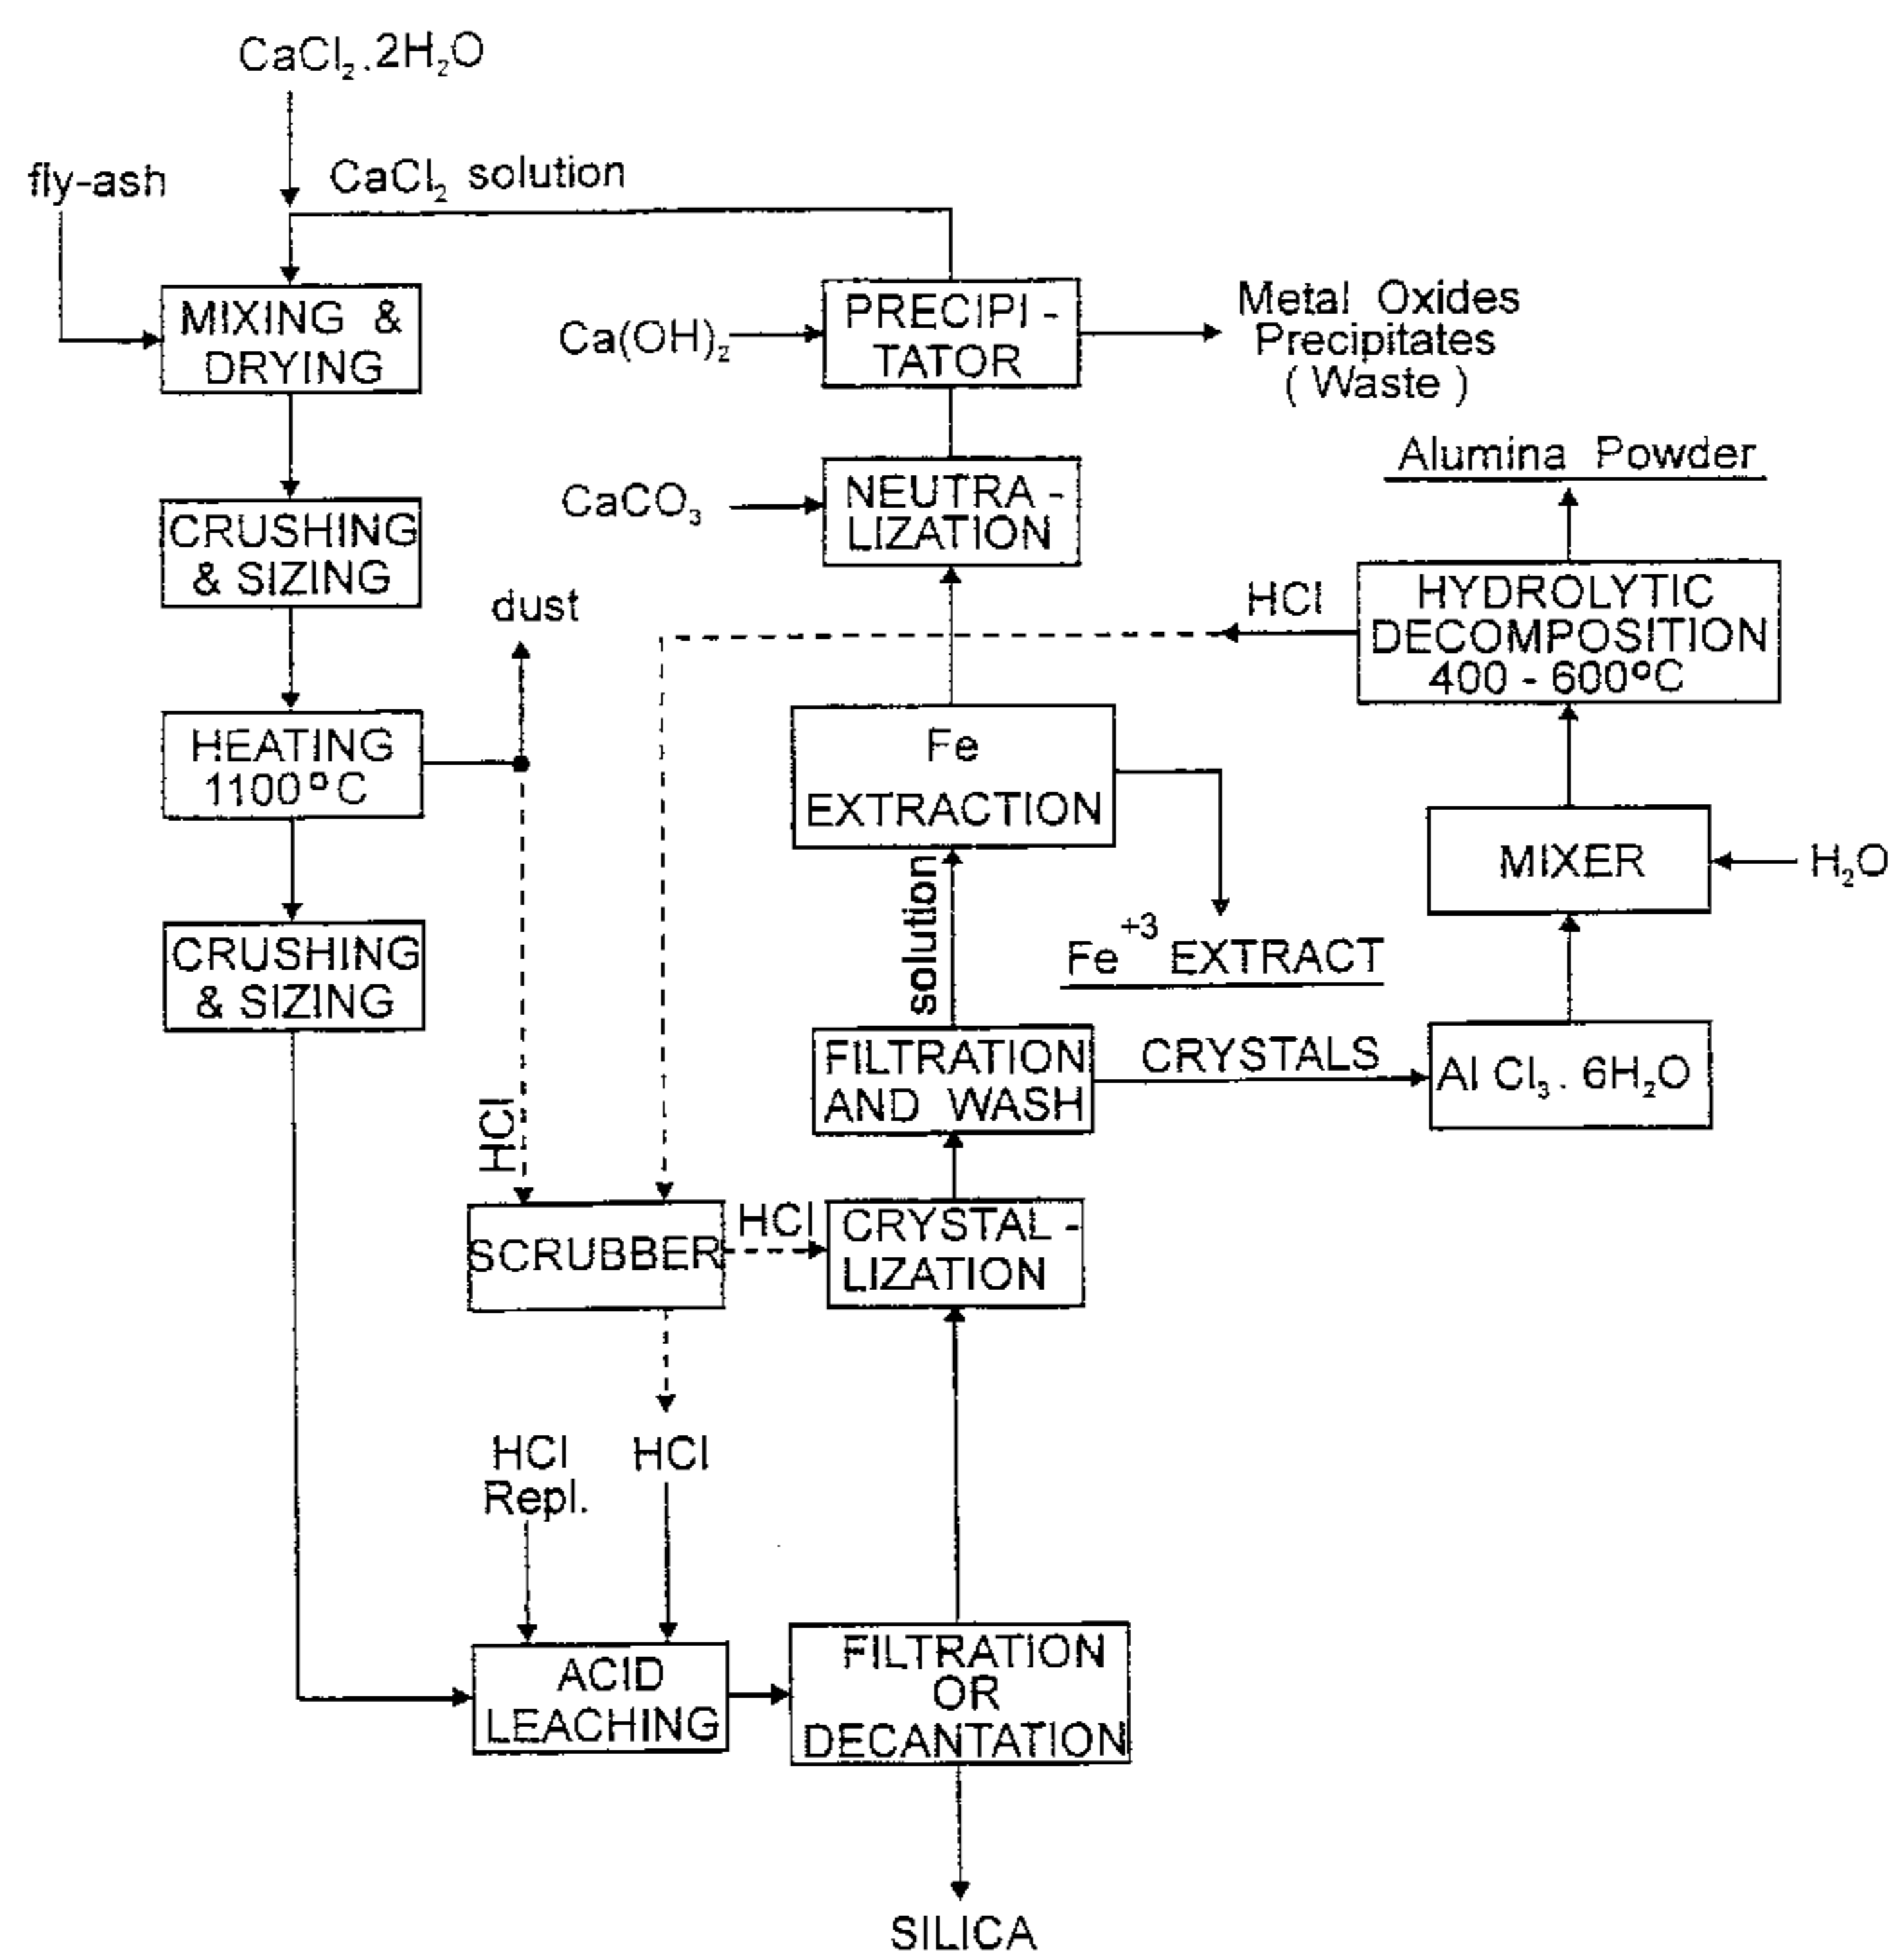 CaCl₂.2H₂O
fly-ash
CaCl₂ solution
MIXING &
DRYING
Ca(OH)₂
PRECIPI-
TATOR
Metal Oxides
Precipitates
( Waste )
CRUSHING
& SIZING
CaCO₃
NEUTRA-
LIZATION
Alumina Powder
dust
HCl
HYDROLYTIC
DECOMPOSITION
400 - 600ºC
HEATING
1100ºC
Fe
EXTRACTION
MIXER
H₂O
CRUSHING
& SIZING
solution
Fe⁺³ EXTRACT
HCl
FILTRATION
AND WASH
CRYSTALS
Al Cl₃. 6H₂O
SCRUBBER
HCl
CRYSTAL-
LIZATION
HCl
Repl.
HCl
ACID
LEACHING
FILTRATION
OR
DECANTATION
SILICA